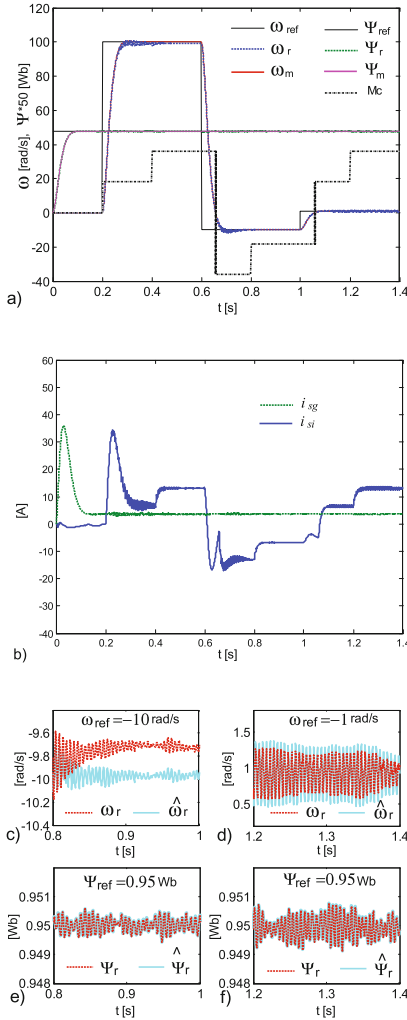 ω [rad/s], Ψ*50 [Wb]
120
100
80
60
40
20
0
-20
-40
ω ref
ω r
ω m
Ψ ref
Ψ r
Ψ m
Mc
0 0.2 0.4 0.6 0.8 1 1.2 1.4
t [s]
a)
[A]
60
50
40
30
20
10
0
-10
-20
-30
-40
i sg
i si
0 0.2 0.4 0.6 0.8 1 1.2 1.4
t [s]
b)
[rad/s]
-9.6
-9.8
-10
-10.2
-10.4
ω ref =-10 rad/s
ω r ω̂ r
0.8 0.9 1
t [s]
c)
[rad/s]
1.5
1
0.5
ω ref =-1 rad/s
ω r ω̂ r
1.2 1.3 1.4
t [s]
d)
[Wb]
0.951
0.95
0.949
0.948
Ψ ref =0.95 Wb
Ψ r Ψ̂ r
0.8 0.9 1
t [s]
e)
[Wb]
0.951
0.95
0.949
0.948
Ψ ref =0.95 Wb
Ψ r Ψ̂ r
1.2 1.3 1.4
t [s]
f)